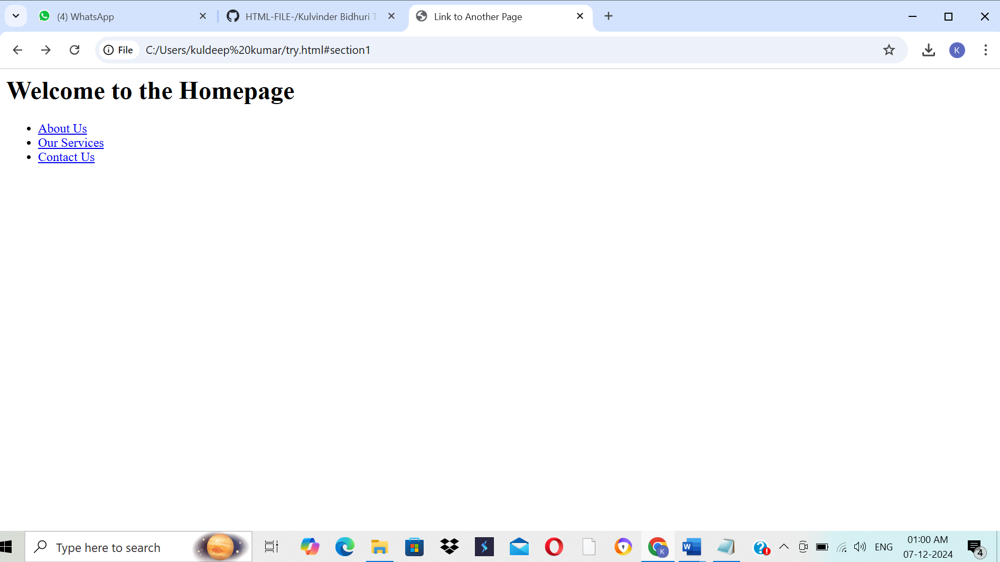 (4) WhatsApp
HTML-FILE-/Kulvinder Bidhuri T
Link to Another Page
File C:/Users/kuldeep%20kumar/try.html#section1
K
Welcome to the Homepage
About Us
Our Services
Contact Us
Type here to search
K
W
ENG
01:00 AM
07-12-2024
4